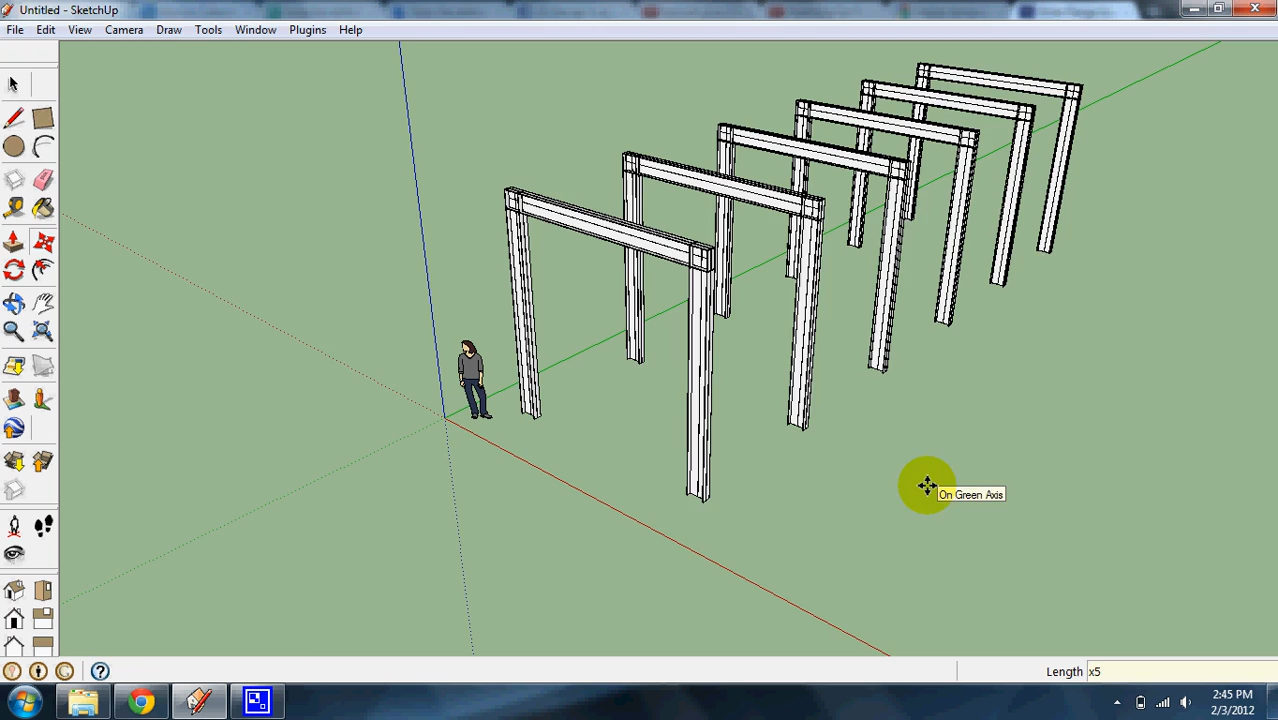 Untitled - SketchUp
File Edit View Camera Draw Tools Window Plugins Help
On Green Axis
Length x5
2:45 PM
2/3/2012